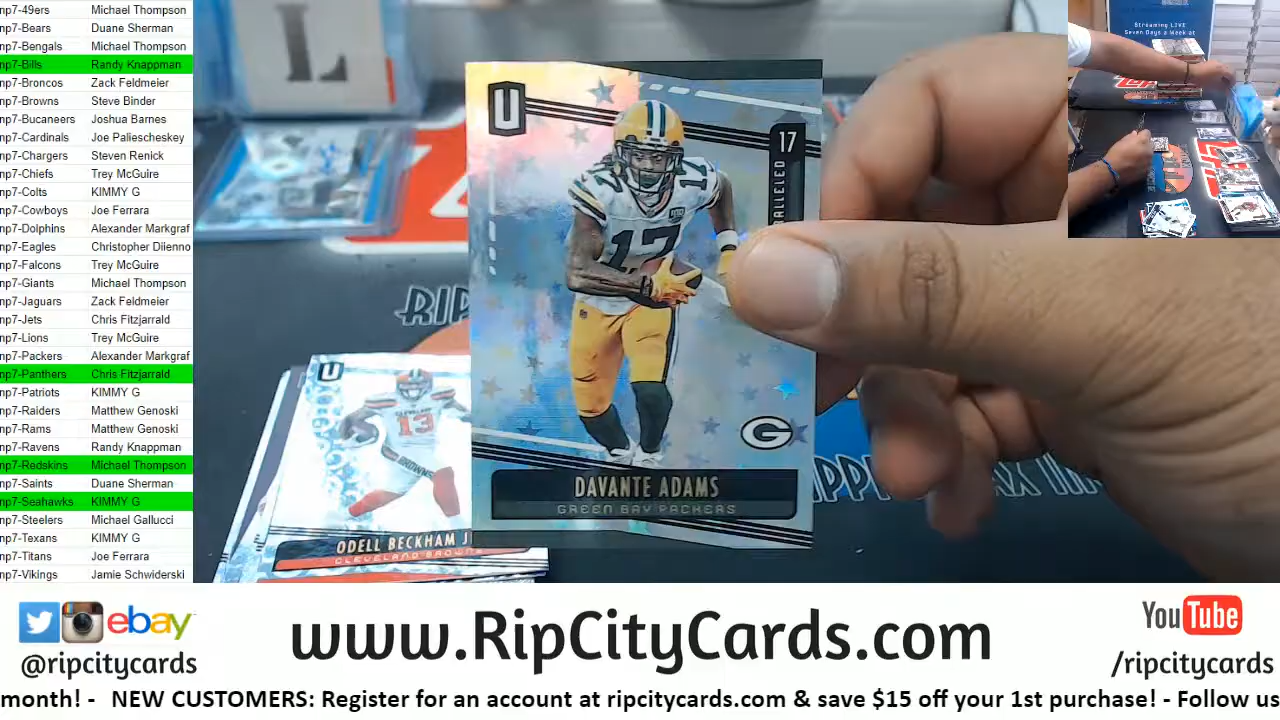 np7-49ers Michael Thompson
np7-Bears Duane Sherman
np7-Bengals Michael Thompson
np7-Bills Randy Knappman
np7-Broncos Zack Feldmeier
np7-Browns Steve Binder
np7-Bucaneers Joshua Barnes
np7-Cardinals Joe Paliescheskey
np7-Chargers Steven Renick
np7-Chiefs Trey McGuire
np7-Colts KIMMY G
np7-Cowboys Joe Ferrara
np7-Dolphins Alexander Markgraf
np7-Eagles Christopher Diienno
np7-Falcons Trey McGuire
np7-Giants Michael Thompson
np7-Jaguars Zack Feldmeier
np7-Jets Chris Fitzjarrald
np7-Lions Trey McGuire
np7-Packers Alexander Markgraf
np7-Panthers Chris Fitzjarrald
np7-Patriots KIMMY G
np7-Raiders Matthew Genoski
np7-Rams Matthew Genoski
np7-Ravens Randy Knappman
np7-Redskins Michael Thompson
np7-Saints Duane Sherman
np7-Seahawks KIMMY G
np7-Steelers Michael Gallucci
np7-Texans KIMMY G
np7-Titans Joe Ferrara
np7-Vikings Jamie Schwiderski
L
U
17
RALLELED
17
17
17
G
DAVANTE ADAMS
GREEN BAY PACKERS
U
CLEVELAND
13
BROWNS
ODELL BECKHAM J
CLEVELAND BROWNS
RIP
Streaming LIVE
Seven Days a Week at
ebay
@ripcitycards
www.RipCityCards.com
YouTube
/ripcitycards
month! - NEW CUSTOMERS: Register for an account at ripcitycards.com & save $15 off your 1st purchase! - Follow us